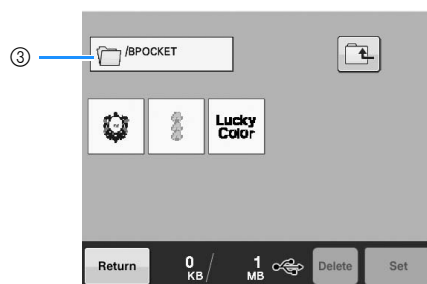 ③
/BPOCKET
Lucky
Color
Return
0
KB
/
1
MB
Delete
Set